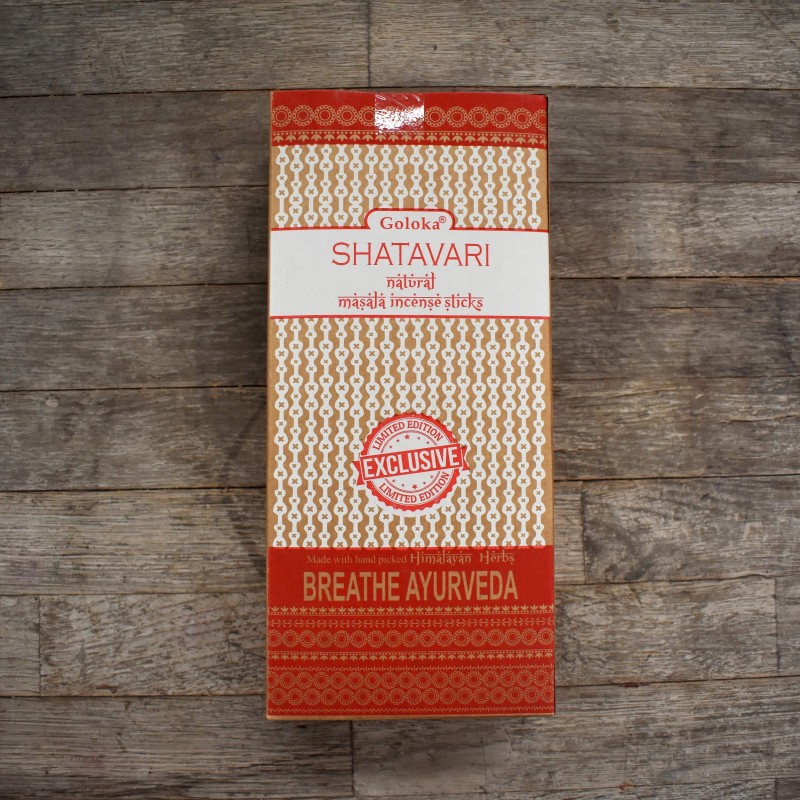 Goloka®
SHATAVARI
natural
masala incense sticks
LIMITED EDITION
EXCLUSIVE
LIMITED EDITION
Made with hand picked Himalayan Herbs
BREATHE AYURVEDA